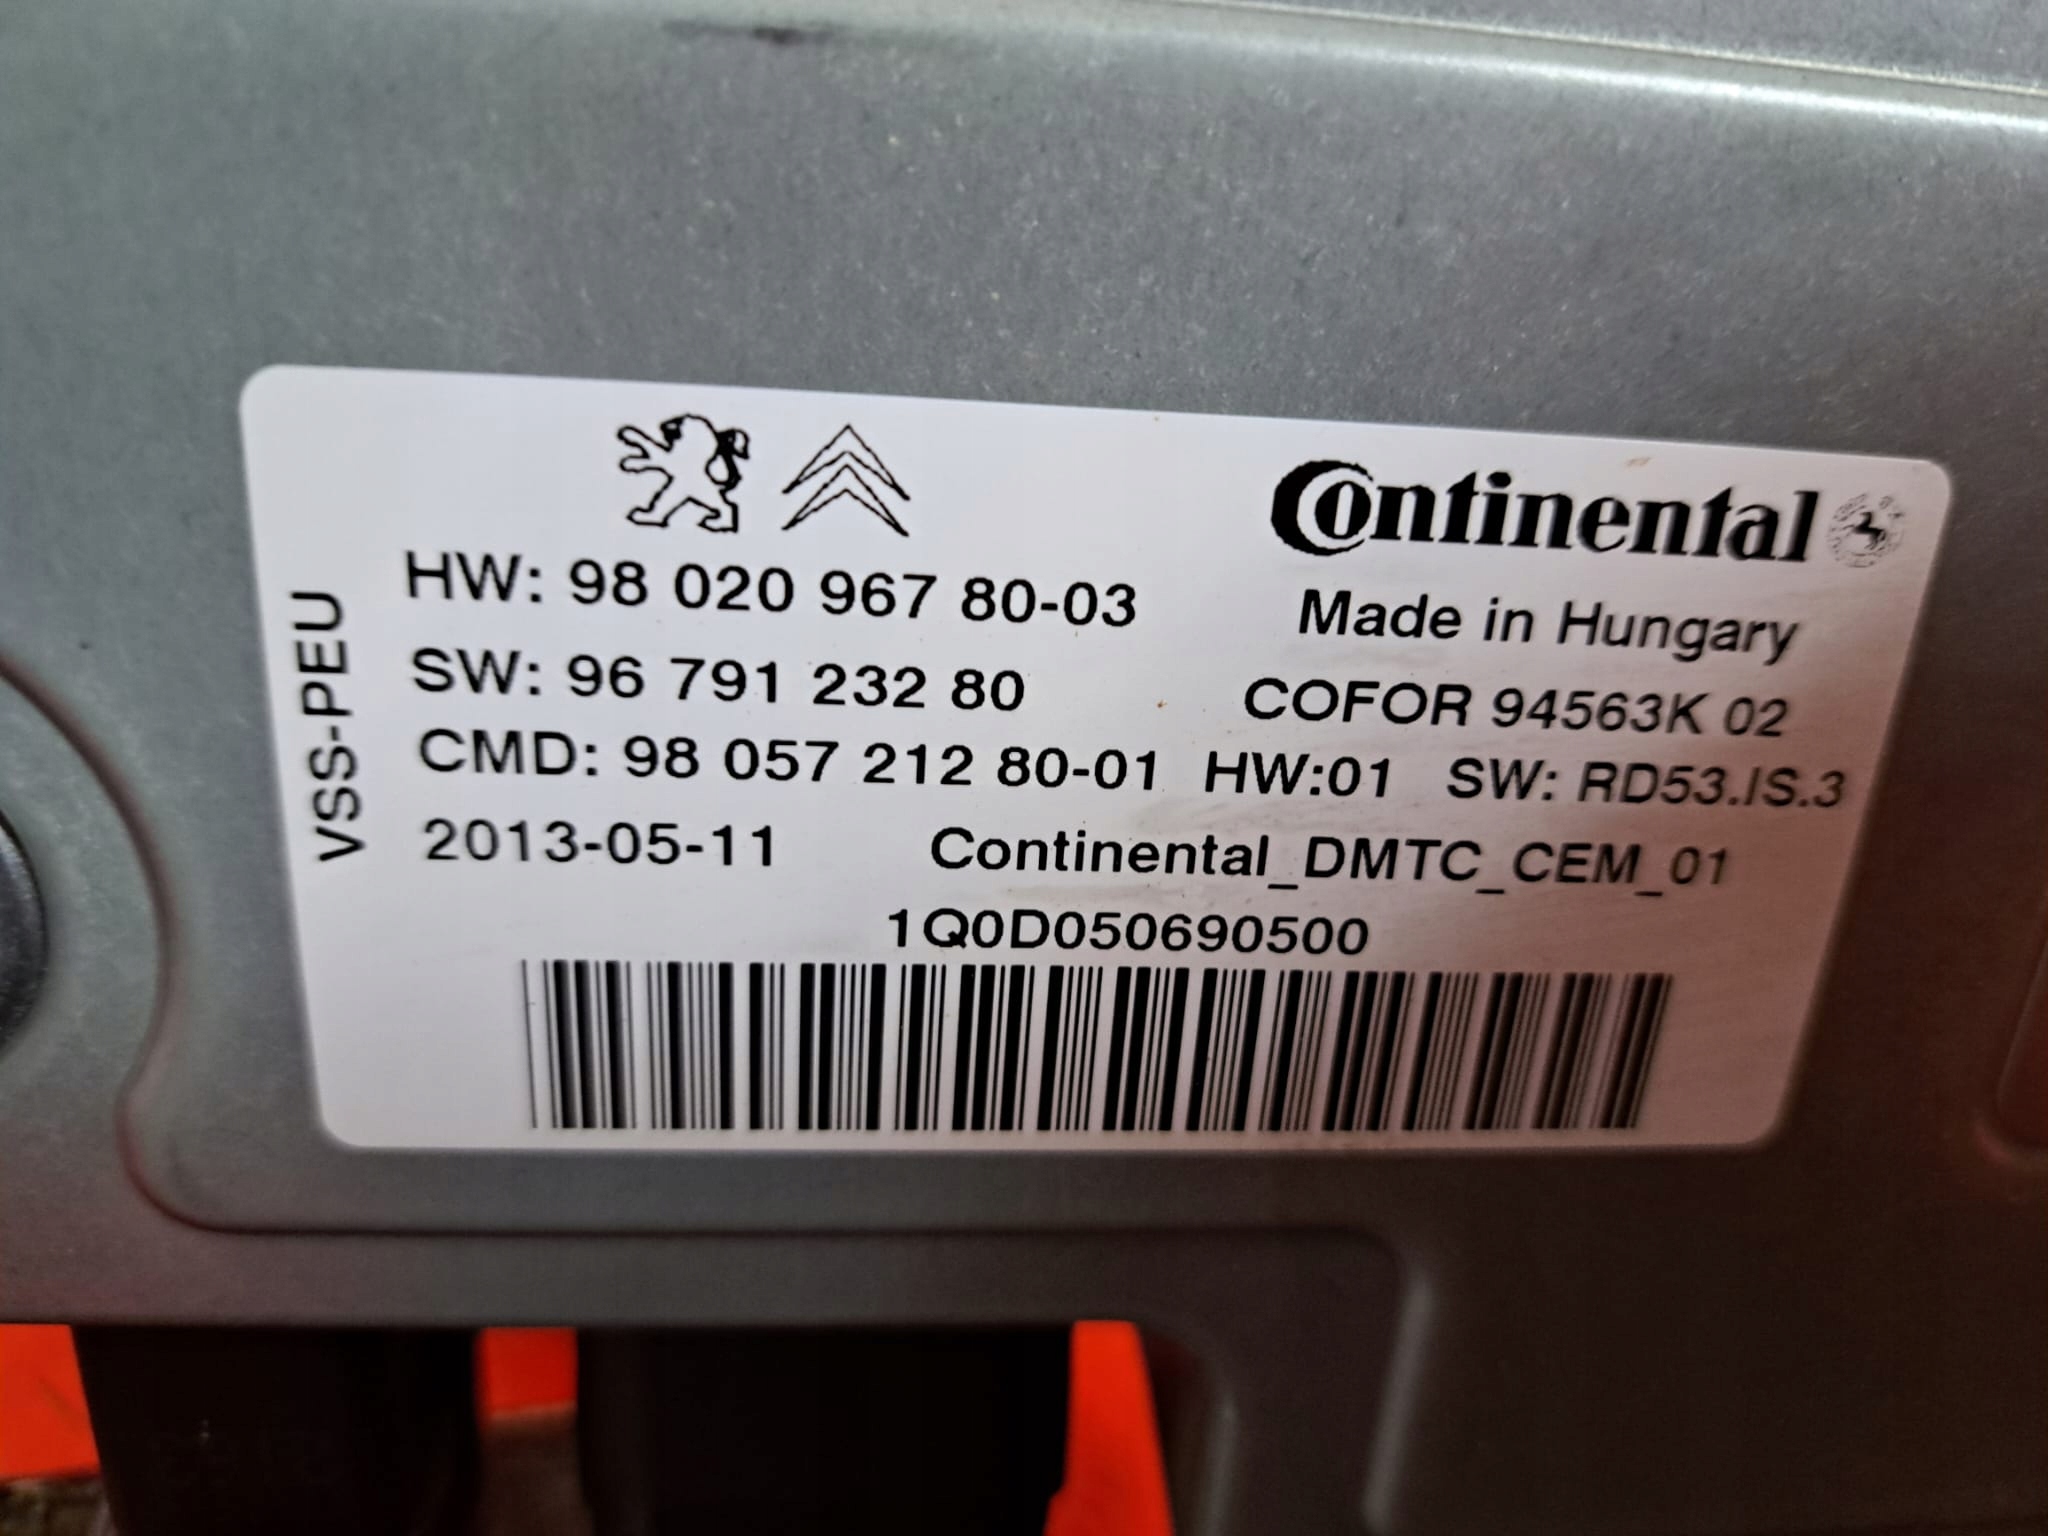 Continental
HW: 98 020 967 80-03
Made in Hungary
SW: 96 791 232 80
COFOR 94563K 02
CMD: 98 057 212 80-01 HW:01 SW: RD53.IS.3
2013-05-11 Continental_DMTC_CEM_01
1Q0D050690500
VSS-PEU